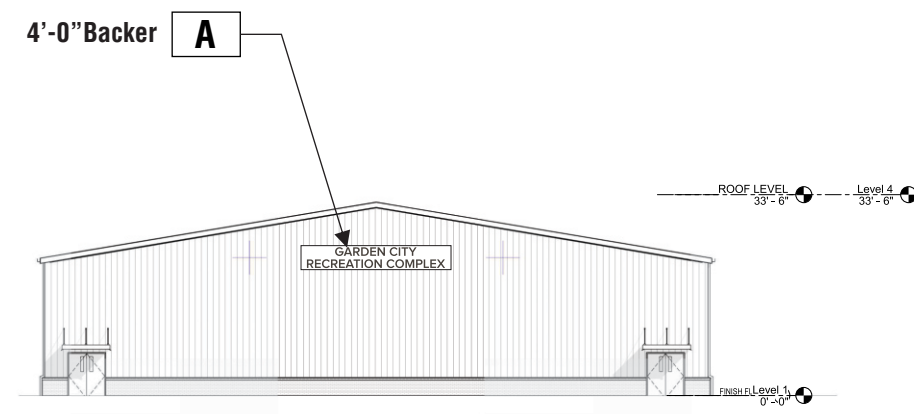 4’-0”Backer A
ROOF LEVEL
33' - 6"
Level 4
33' - 6"
GARDEN CITY
RECREATION COMPLEX
FINISH FL
Level 1
0' - 0"